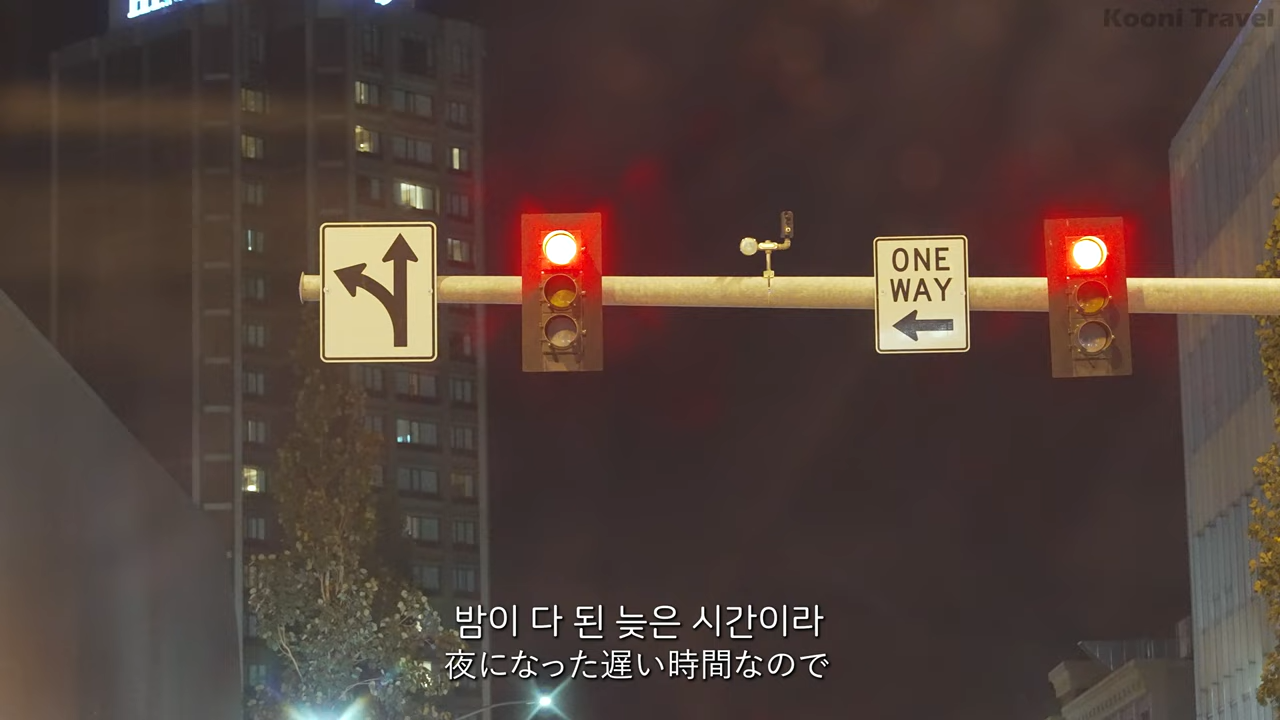 Kooni Travel
ONE
WAY
밤이 다 된 늦은 시간이라
夜になった遅い時間なので